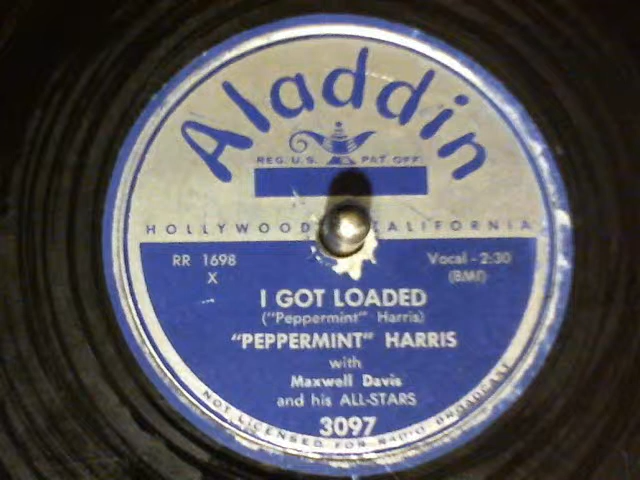 Aladdin
REG. U.S. PAT. OFF.
HOLLYWOOD CALIFORNIA
RR 1698
X
Vocal - 2:30
(BMI)
I GOT LOADED
("Peppermint" Harris)
"PEPPERMINT" HARRIS
with
Maxwell Davis
and his ALL-STARS
3097
NOT LICENSED FOR RADIO BROADCAST